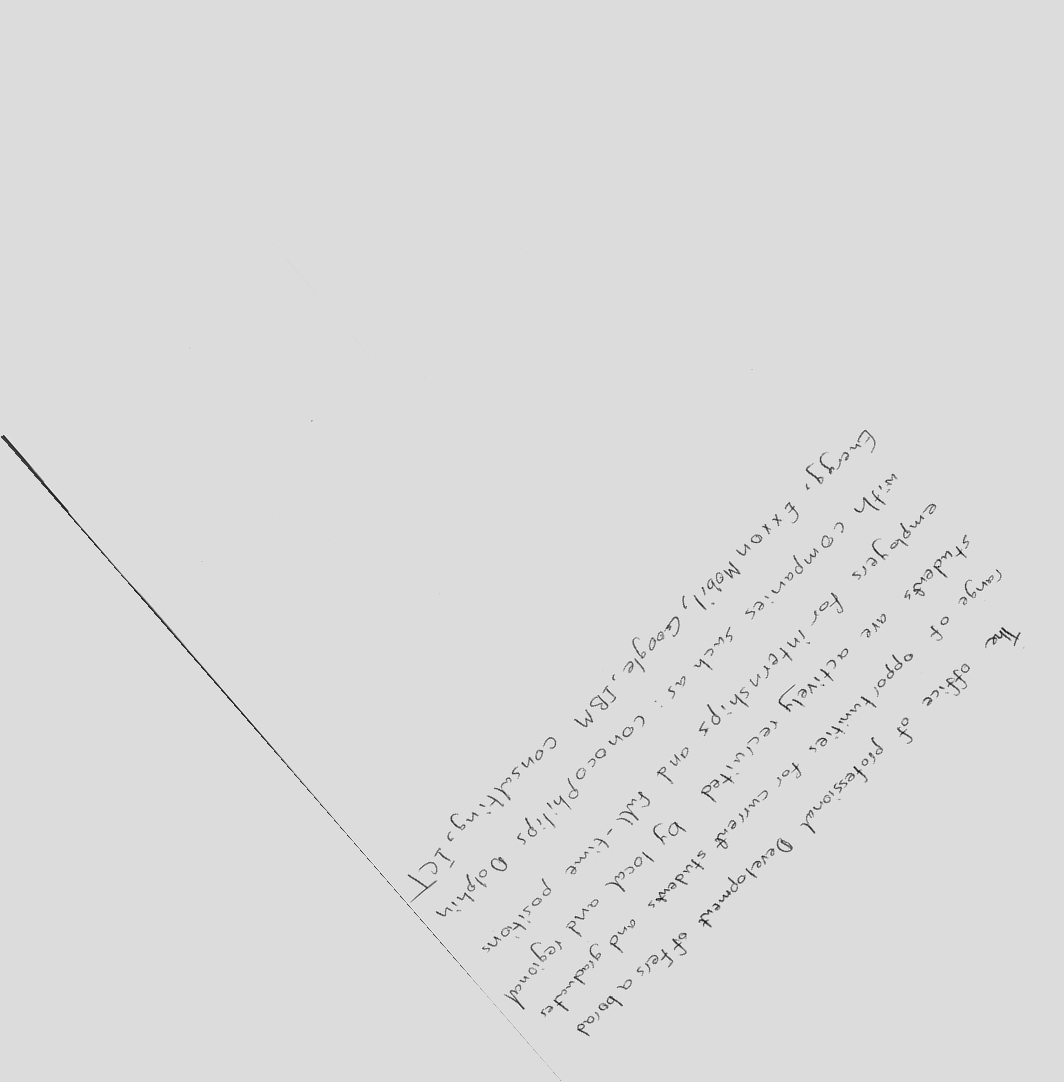 The office of professional Development offers a borad
range of opportunities for current students and graduates
students are actively recruited by local and regional
employers for internships and full-time positions
with companies such as: conocophilips Dolphin
Energy, Exxon Mobil, Google, IBM consulting, ICT